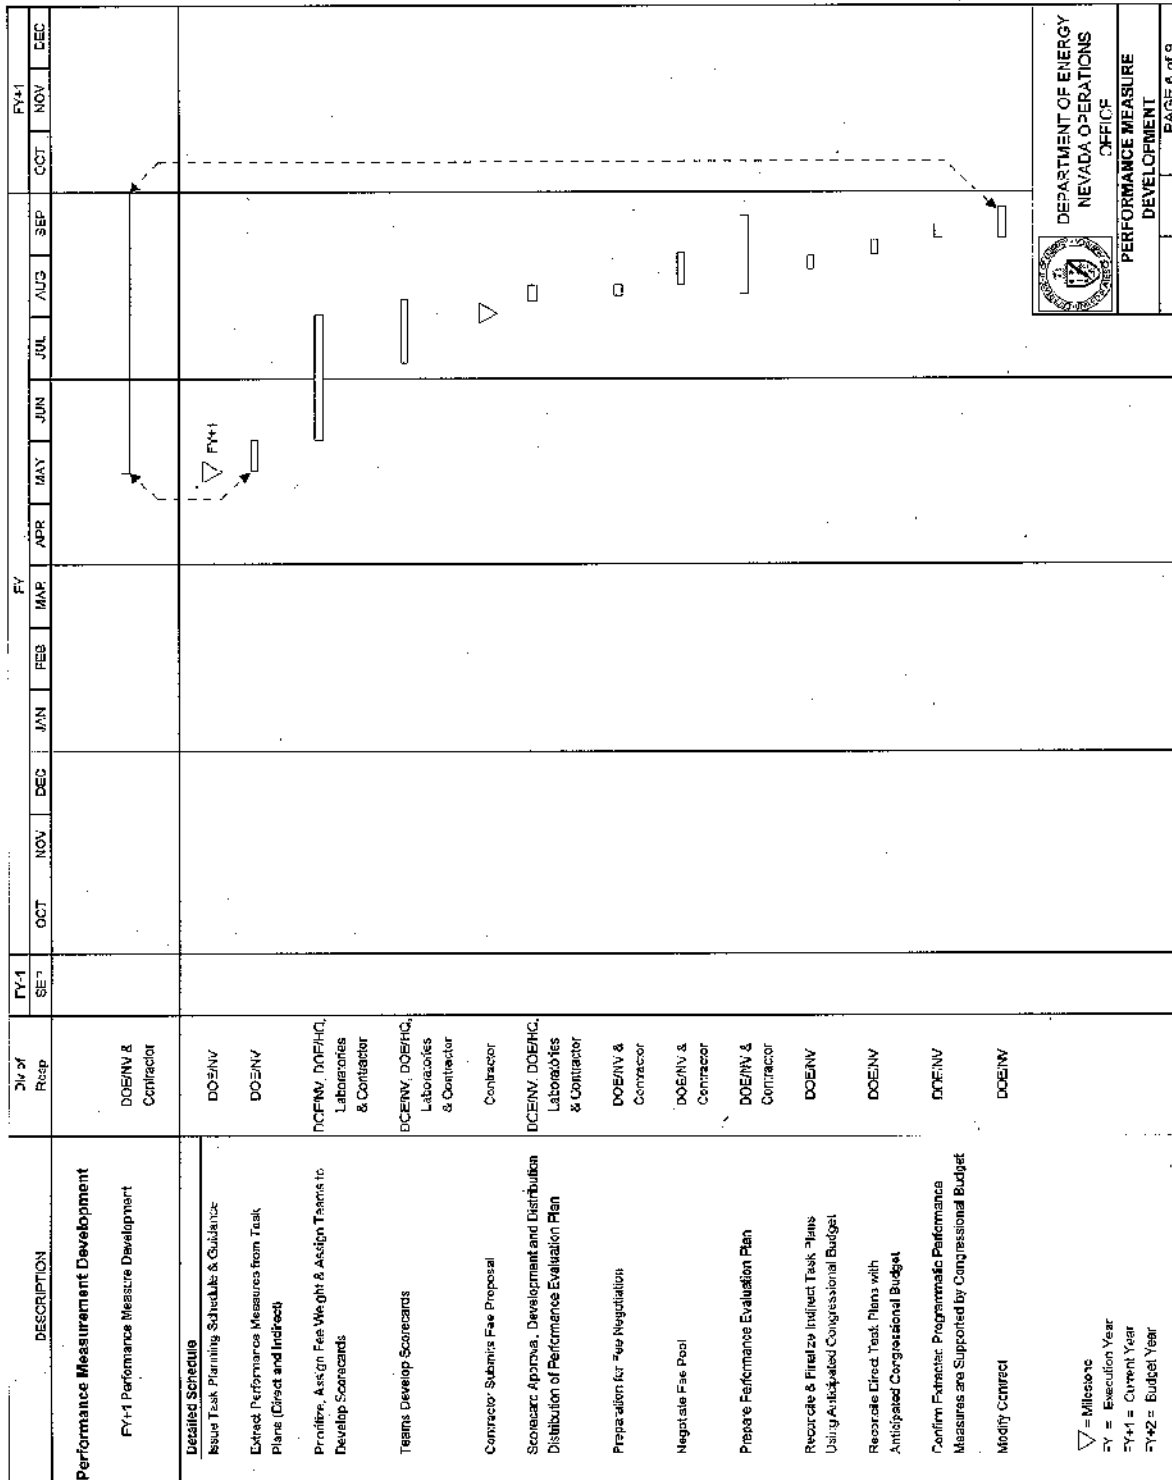 DESCRIPTION
Div of
Resp
FY-1
FY
FY+1
SEP
OCT
NOV
DEC
JAN
FEB
MAR
APR
MAY
JUN
JUL
AUG
SEP
OCT
NOV
DEC
Performance Measurement Development
FY+1 Performance Measure Development
DOE/NV &
Contractor
Detailed Schedule
Issue Task Planning Schedule & Guidance
DOE/NV
FY+1
Extract Performance Measures from Task
Plans (Direct and Indirect)
DOE/NV
Prioritize, Assign Fee Weight & Assign Teams to
Develop Scorecards
DOE/NV, DOE/HQ,
Laboratories
& Contractor
Teams Develop Scorecards
DOE/NV, DOE/HQ,
Laboratories
& Contractor
Contractor Submits Fee Proposal
Contractor
Scorecard Approval, Development and Distribution
Distribution of Performance Evaluation Plan
DOE/NV, DOE/HQ,
Laboratories
& Contractor
Preparation for Fee Negotiation
DOE/NV &
Contractor
Negotiate Fee Pool
DOE/NV &
Contractor
Prepare Performance Evaluation Plan
DOE/NV &
Contractor
Reconcile & Finalize Indirect Task Plans
Using Anticipated Congressional Budget
DOE/NV
Reconcile Direct Task Plans with
Anticipated Congressional Budget
DOE/NV
Confirm Extracted Programmatic Performance
Measures are Supported by Congressional Budget
DOE/NV
Modify Contract
DOE/NV
= Milestone
FY = Execution Year
FY+1 = Current Year
FY+2 = Budget Year
DEPARTMENT OF ENERGY
NEVADA OPERATIONS
OFFICE
PERFORMANCE MEASURE
DEVELOPMENT